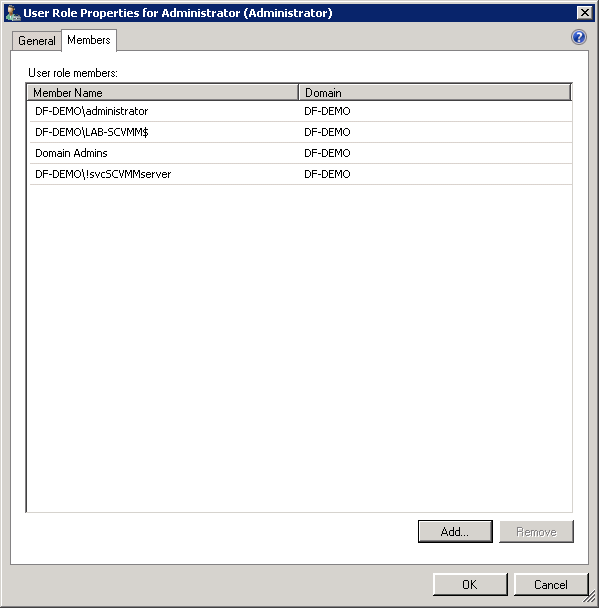 User Role Properties for Administrator (Administrator)
General Members
User role members:
Member Name Domain
DF-DEMO\administrator DF-DEMO
DF-DEMO\LAB-SCVMM$ DF-DEMO
Domain Admins DF-DEMO
DF-DEMO\!svcSCVMMserver DF-DEMO
Add... Remove
OK Cancel